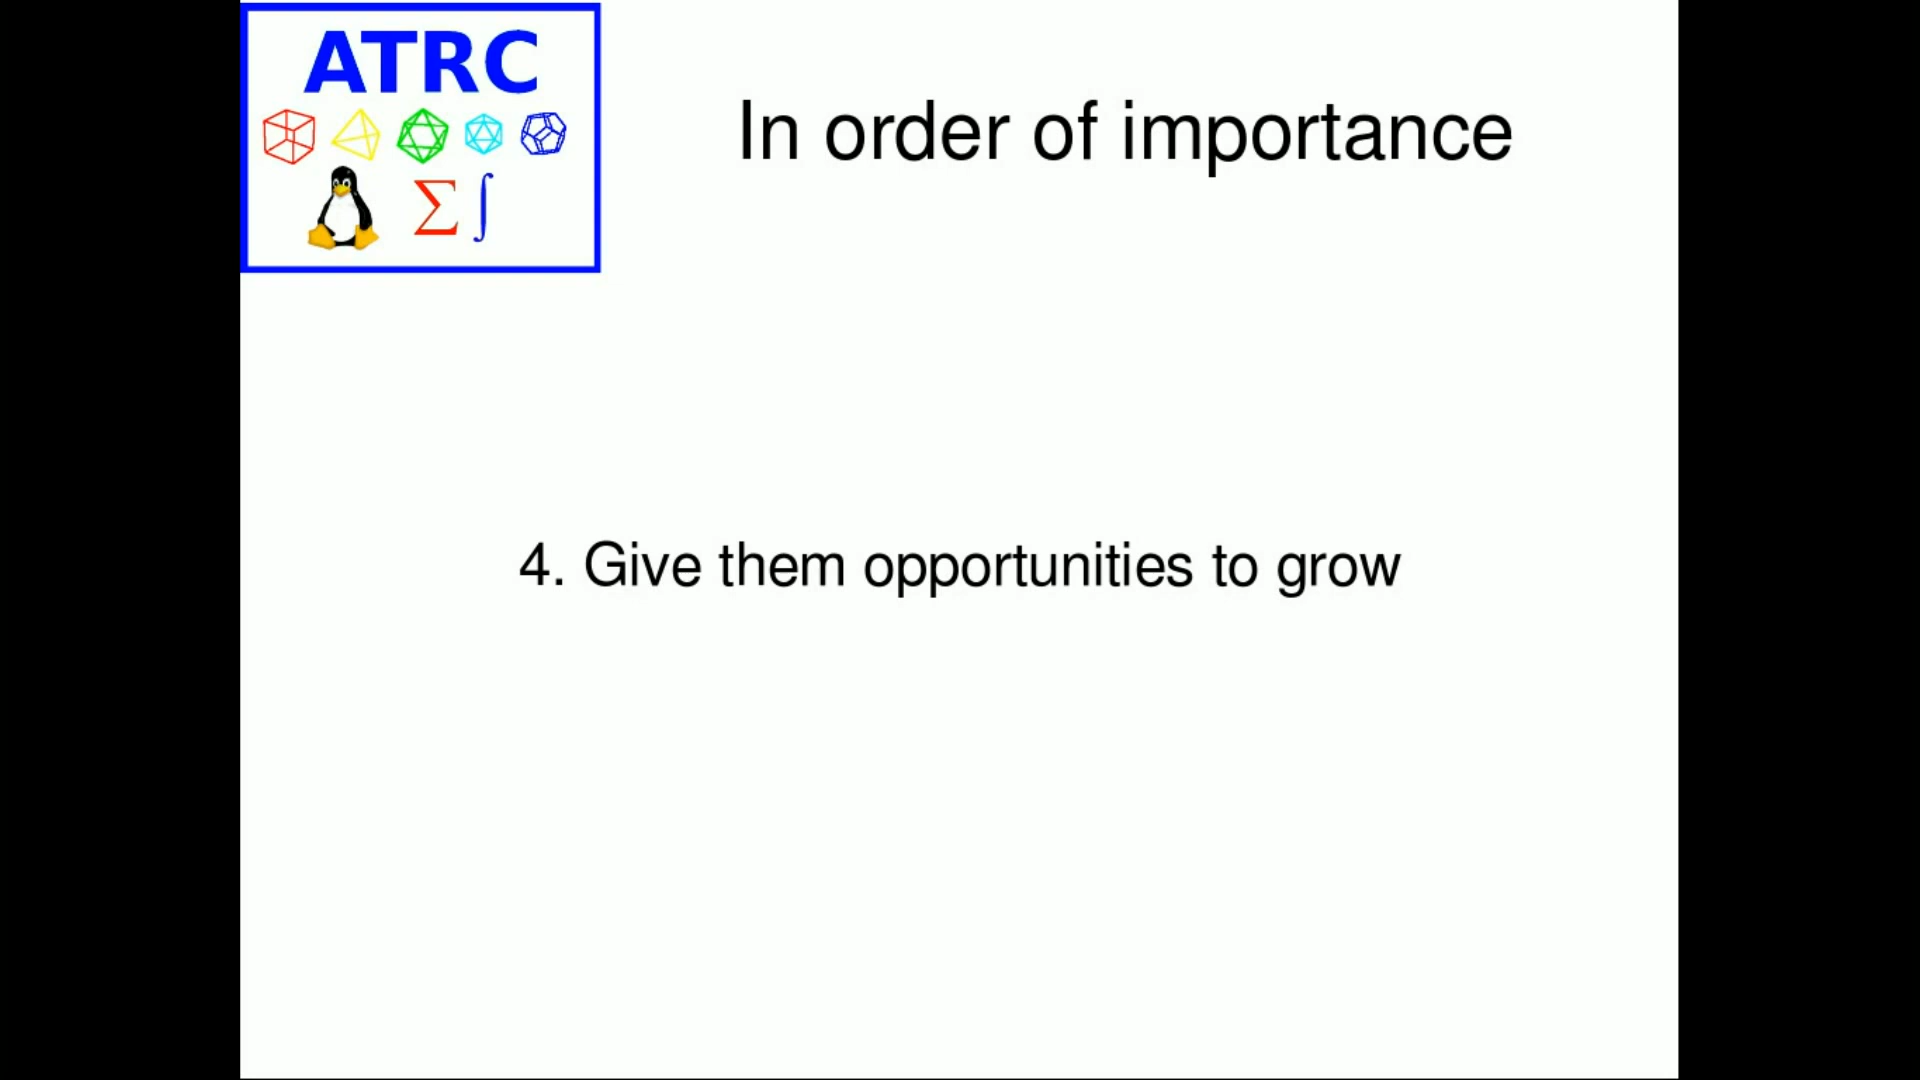 ATRC
Σ ∫
In order of importance
4. Give them opportunities to grow